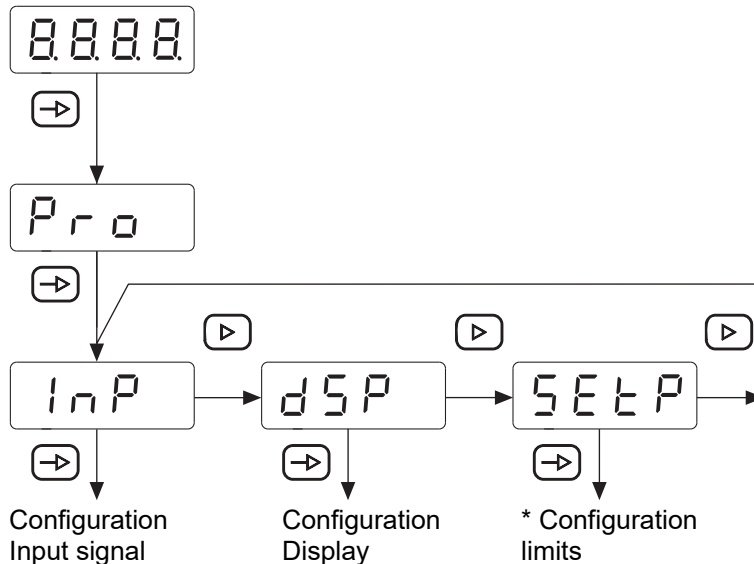 8.8.8.8.
Pro
InP
dSP
SEtP
Configuration
Input signal
Configuration
Display
* Configuration
limits